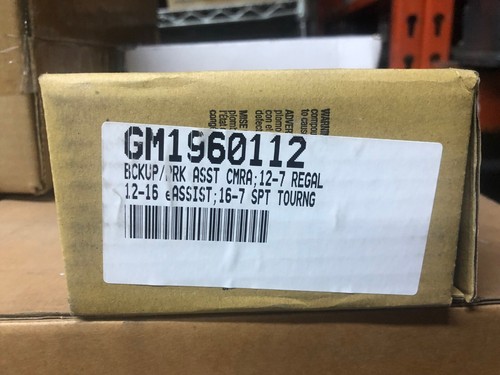 GM1960112
BCKUP/PRK ASST CMRA;12-7 REGAL
12-16 eASSIST;16-7 SPT TOURNG